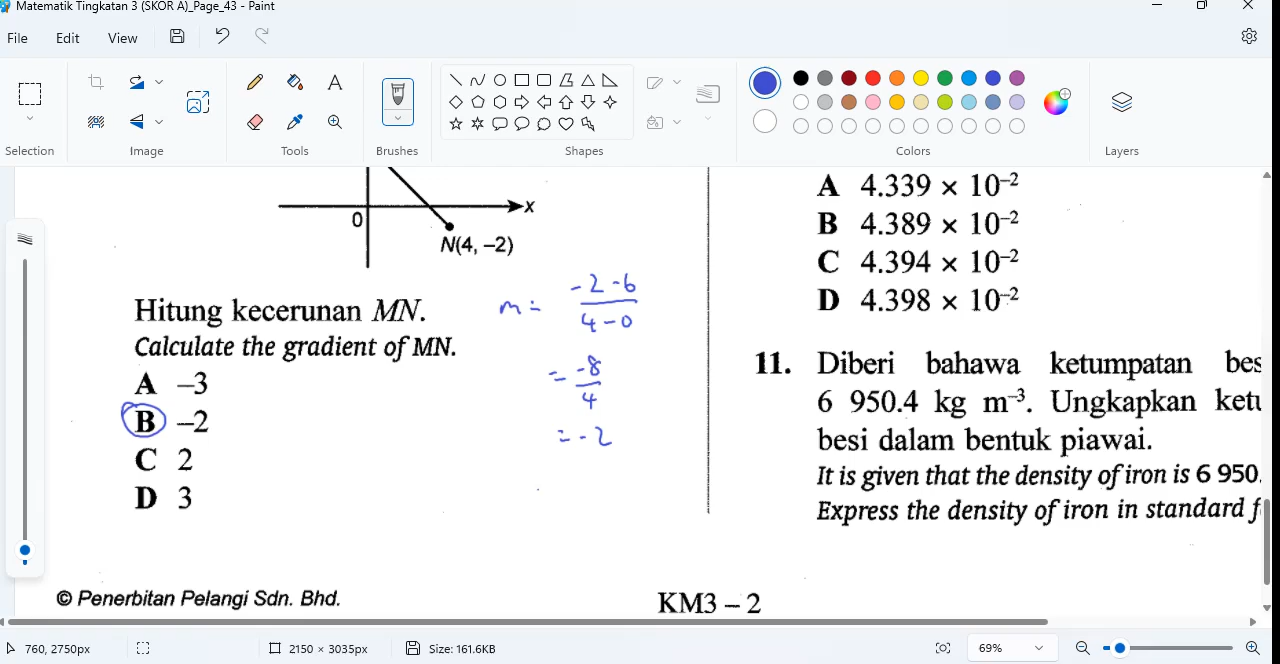 Matematik Tingkatan 3 (SKOR A)_Page_43 - Paint
File Edit View
Selection
Image
Tools
Brushes
Shapes
Colors
Layers
0
x
N(4, –2)
Hitung kecerunan MN.
Calculate the gradient of MN.
A –3
B –2
C 2
D 3
m = -2-6
4-0
= -8
4
= -2
A 4.339 × 10⁻²
B 4.389 × 10⁻²
C 4.394 × 10⁻²
D 4.398 × 10⁻²
11. Diberi bahawa ketumpatan bes
6 950.4 kg m⁻³. Ungkapkan ketu
besi dalam bentuk piawai.
It is given that the density of iron is 6 950.
Express the density of iron in standard f
© Penerbitan Pelangi Sdn. Bhd.
KM3 – 2
760, 2750px
2150 × 3035px
Size: 161.6KB
69%